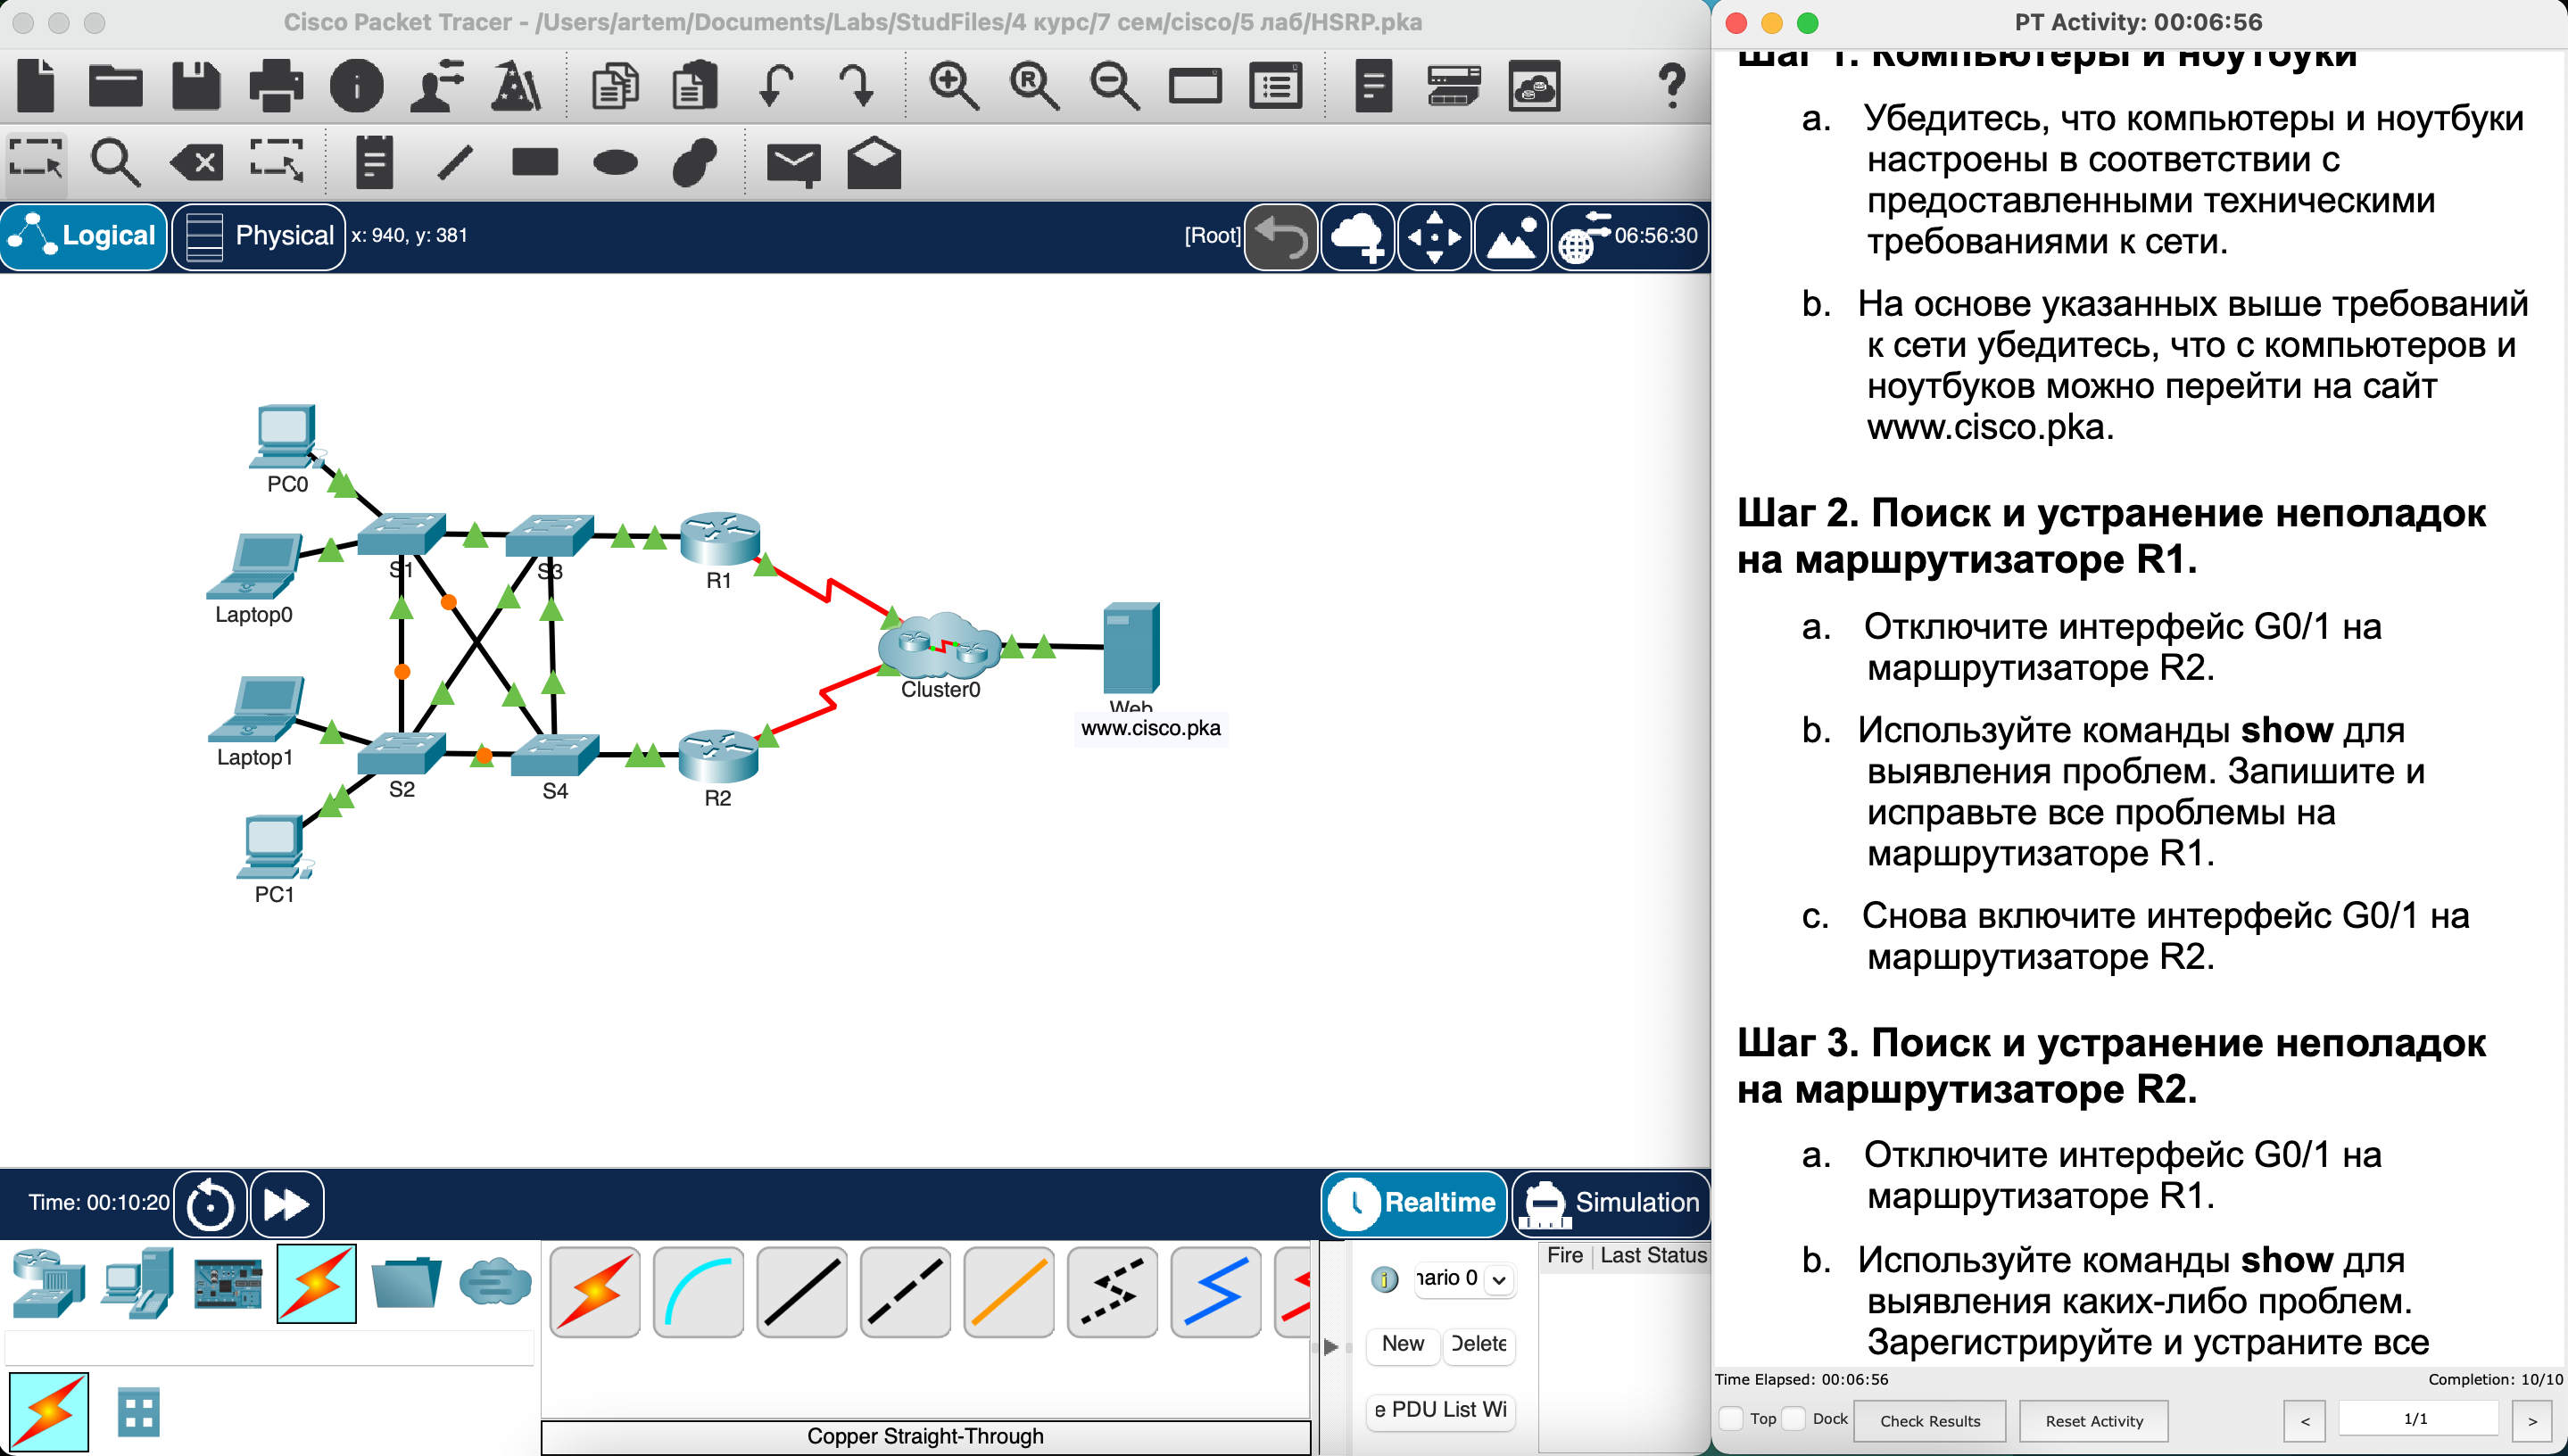 Cisco Packet Tracer - /Users/artem/Documents/Labs/StudFiles/4 курс/7 сем/cisco/5 лаб/HSRP.pka
Logical
Physical
x: 940, y: 381
[Root]
06:56:30
PC0
Laptop0
S1
S3
R1
Laptop1
S2
S4
R2
PC1
Cluster0
Web
www.cisco.pka
Time: 00:10:20
Realtime
Simulation
Fire
Last Status
nario 0
New
Delete
e PDU List Wi
Copper Straight-Through
PT Activity: 00:06:56
Шаг 1. Компьютеры и ноутбуки
a. Убедитесь, что компьютеры и ноутбуки
настроены в соответствии с
предоставленными техническими
требованиями к сети.
b. На основе указанных выше требований
к сети убедитесь, что с компьютеров и
ноутбуков можно перейти на сайт
www.cisco.pka.
Шаг 2. Поиск и устранение неполадок
на маршрутизаторе R1.
a. Отключите интерфейс G0/1 на
маршрутизаторе R2.
b. Используйте команды show для
выявления проблем. Запишите и
исправьте все проблемы на
маршрутизаторе R1.
c. Снова включите интерфейс G0/1 на
маршрутизаторе R2.
Шаг 3. Поиск и устранение неполадок
на маршрутизаторе R2.
a. Отключите интерфейс G0/1 на
маршрутизаторе R1.
b. Используйте команды show для
выявления каких-либо проблем.
Зарегистрируйте и устраните все
Time Elapsed: 00:06:56
Completion: 10/10
Top
Dock
Check Results
Reset Activity
<
1/1
>